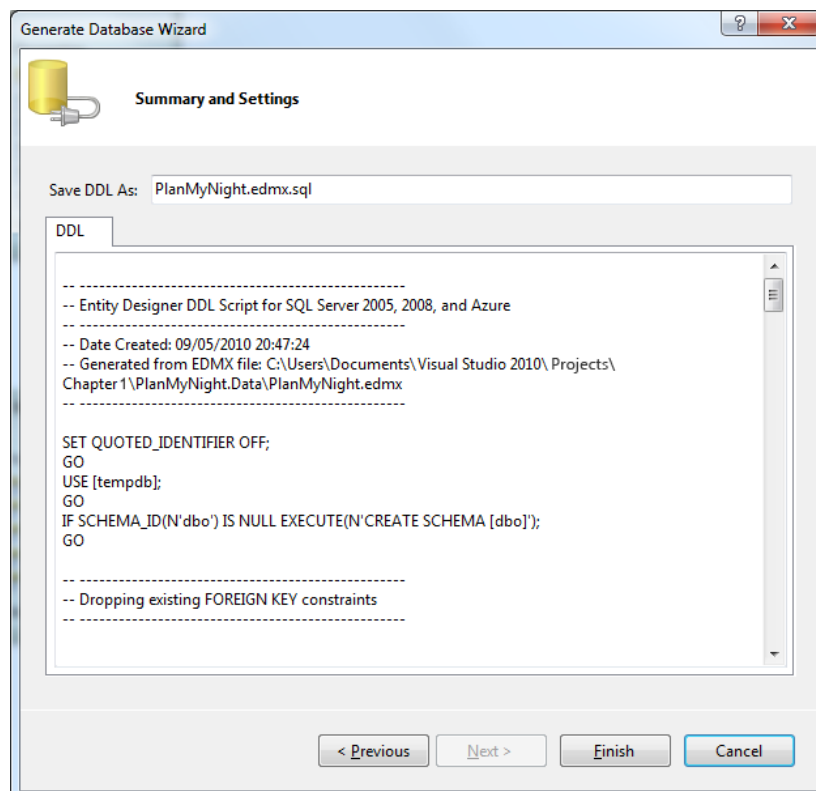 Generate Database Wizard
Summary and Settings
Save DDL As: PlanMyNight.edmx.sql
DDL
-- --------------------------------------------------
-- Entity Designer DDL Script for SQL Server 2005, 2008, and Azure
-- --------------------------------------------------
-- Date Created: 09/05/2010 20:47:24
-- Generated from EDMX file: C:\Users\Documents\Visual Studio 2010\ Projects\
Chapter1\PlanMyNight.Data\PlanMyNight.edmx
-- --------------------------------------------------
SET QUOTED_IDENTIFIER OFF;
GO
USE [tempdb];
GO
IF SCHEMA_ID(N'dbo') IS NULL EXECUTE(N'CREATE SCHEMA [dbo]');
GO
-- --------------------------------------------------
-- Dropping existing FOREIGN KEY constraints
-- --------------------------------------------------
< Previous Next > Finish Cancel